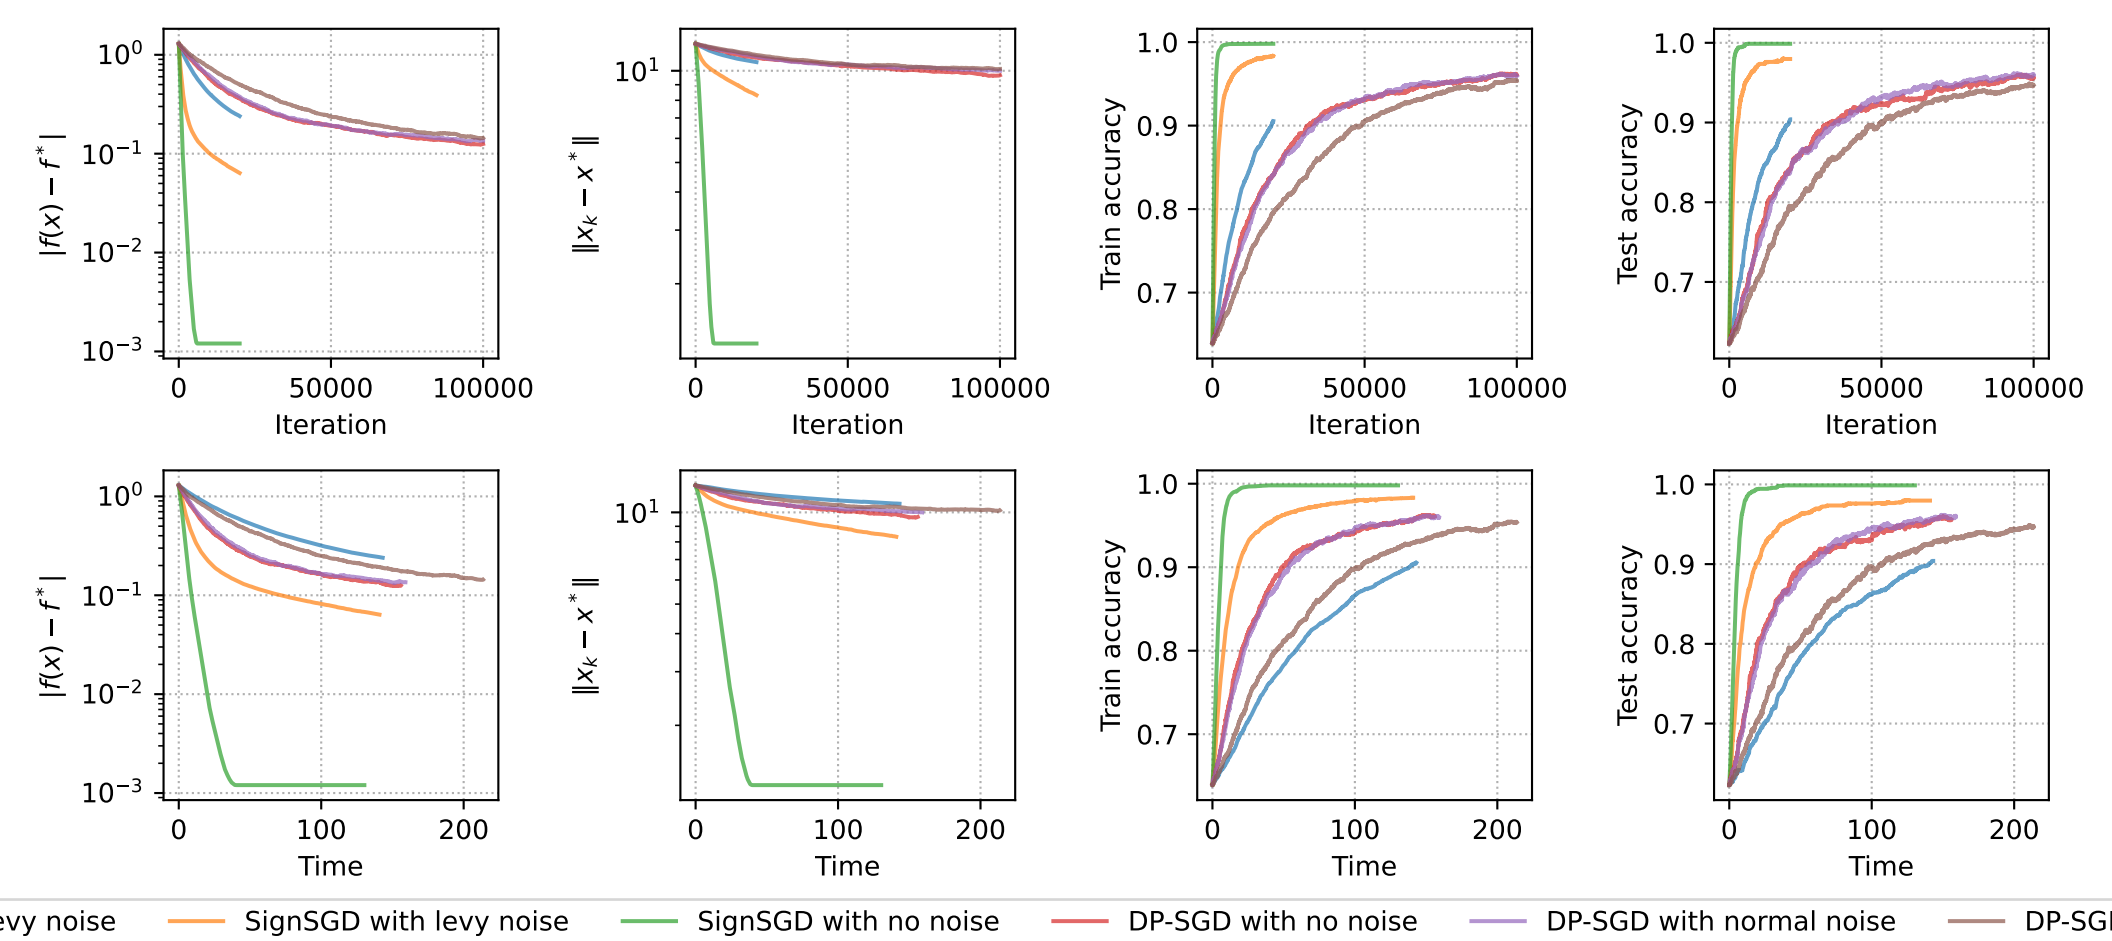 10^0
10^-1
10^-2
10^-3
|f(x) − f*|
0 50000 100000
Iteration
10^1
‖x_k − x*‖
0 50000 100000
Iteration
1.0
0.9
0.8
0.7
Train accuracy
0 50000 100000
Iteration
1.0
0.9
0.8
0.7
Test accuracy
0 50000 100000
Iteration
10^0
10^-1
10^-2
10^-3
|f(x) − f*|
0 100 200
Time
10^1
‖x_k − x*‖
0 100 200
Time
1.0
0.9
0.8
0.7
Train accuracy
0 100 200
Time
1.0
0.9
0.8
0.7
Test accuracy
0 100 200
Time
evy noise SignSGD with levy noise SignSGD with no noise DP-SGD with no noise DP-SGD with normal noise